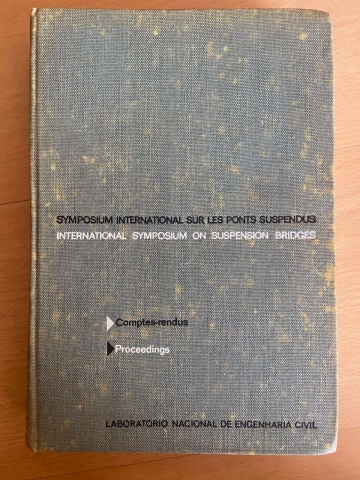 SYMPOSIUM INTERNATIONAL SUR LES PONTS SUSPENDUS
INTERNATIONAL SYMPOSIUM ON SUSPENSION BRIDGES
Comptes-rendus
Proceedings
LABORATÓRIO NACIONAL DE ENGENHARIA CIVIL